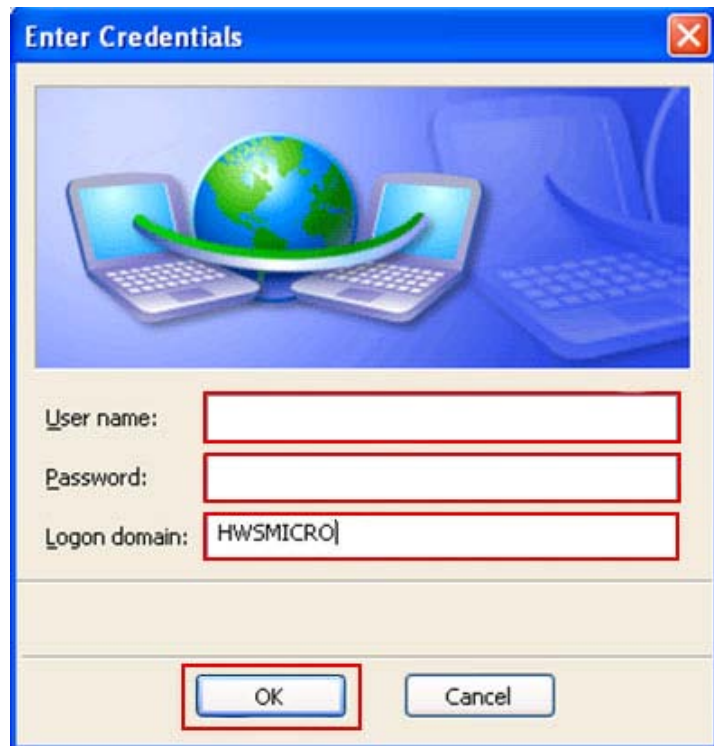 Enter Credentials
User name:
Password:
Logon domain: HWSMICRO
OK Cancel